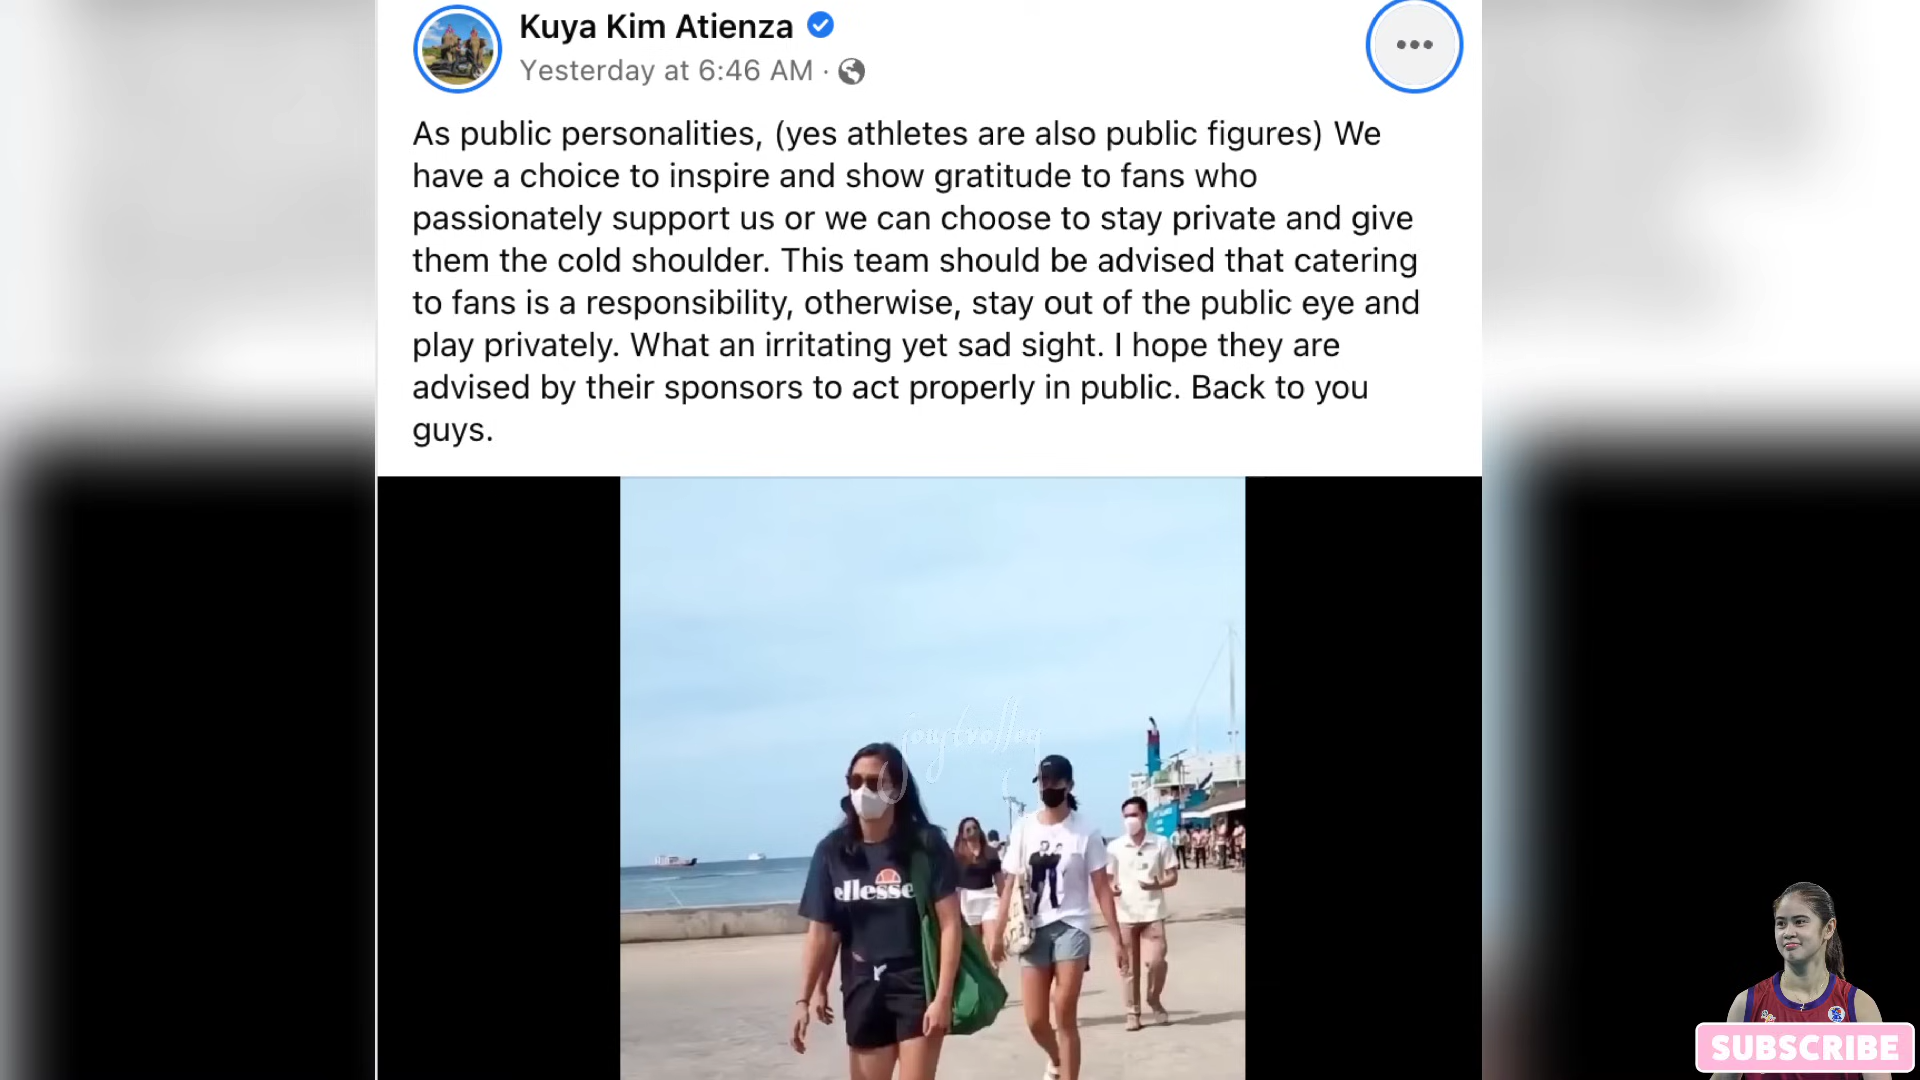 Kuya Kim Atienza
Yesterday at 6:46 AM ·
As public personalities, (yes athletes are also public figures) We
have a choice to inspire and show gratitude to fans who
passionately support us or we can choose to stay private and give
them the cold shoulder. This team should be advised that catering
to fans is a responsibility, otherwise, stay out of the public eye and
play privately. What an irritating yet sad sight. I hope they are
advised by their sponsors to act properly in public. Back to you
guys.
ellesse
SUBSCRIBE